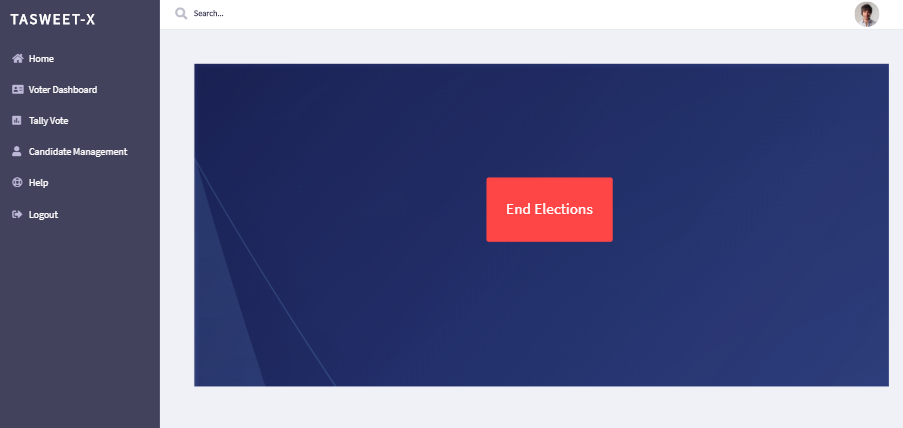 TASWEET-X
Search...
Home
Voter Dashboard
Tally Vote
Candidate Management
Help
Logout
End Elections